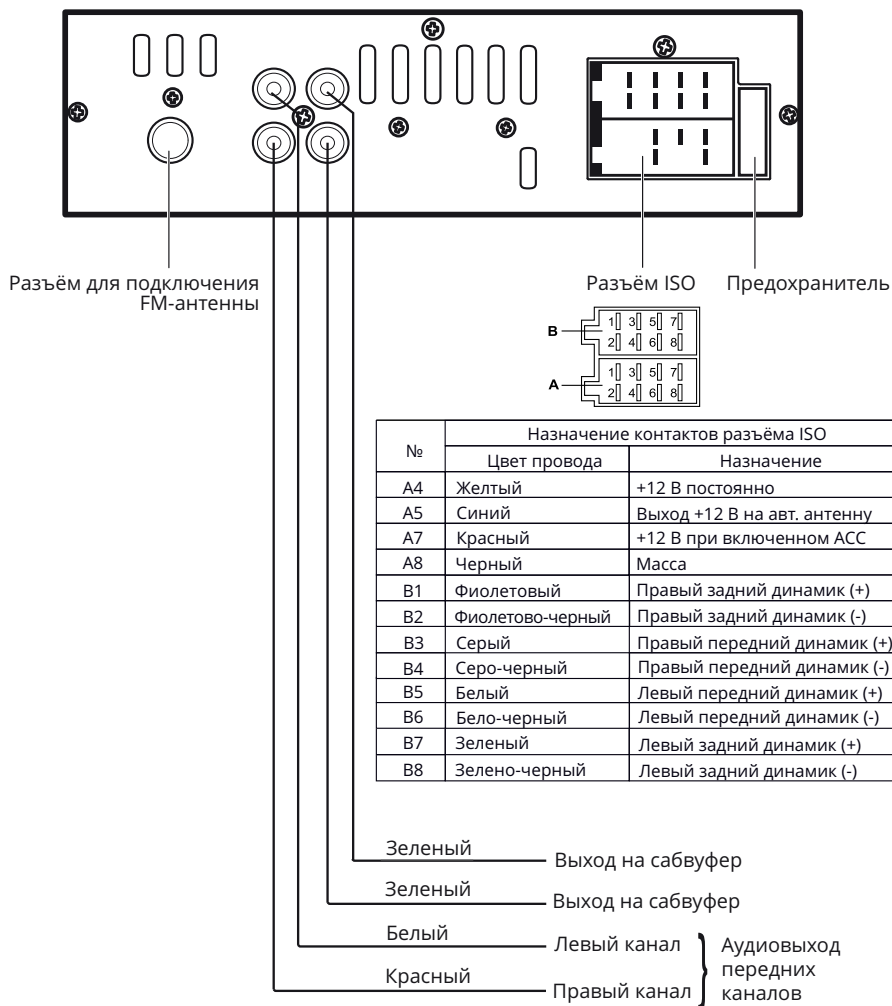 Разъём для подключения
FM-антенны
Разъём ISO
Предохранитель
B
1 3 5 7
2 4 6 8
A
1 3 5 7
2 4 6 8
№ Назначение контактов разъёма ISO
Цвет провода Назначение
A4 Желтый +12 В постоянно
A5 Синий Выход +12 В на авт. антенну
A7 Красный +12 В при включенном ACC
A8 Черный Масса
B1 Фиолетовый Правый задний динамик (+)
B2 Фиолетово-черный Правый задний динамик (-)
B3 Серый Правый передний динамик (+)
B4 Серо-черный Правый передний динамик (-)
B5 Белый Левый передний динамик (+)
B6 Бело-черный Левый передний динамик (-)
B7 Зеленый Левый задний динамик (+)
B8 Зелено-черный Левый задний динамик (-)
Зеленый Выход на сабвуфер
Зеленый Выход на сабвуфер
Белый Левый канал
Красный Правый канал
Аудиовыход
передних
каналов